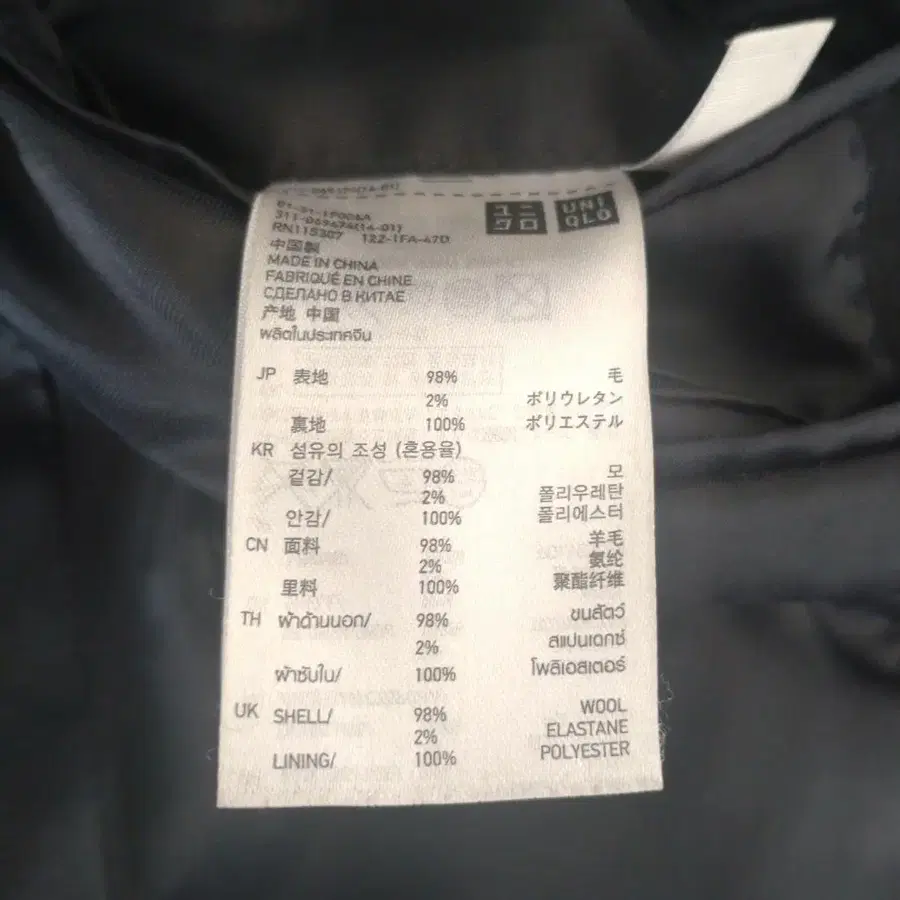 ユニ
クロ
UNI
QLO
311-069674(14-01)
RN115307 122-1FA-47D
中国製
MADE IN CHINA
FABRIQUÉ EN CHINE
СДЕЛАНО В КИТАЕ
产地 中国
ผลิตในประเทศจีน
JP 表地 98% 毛
2% ポリウレタン
裏地 100% ポリエステル
KR 섬유의 조성 (혼용율)
겉감/ 98% 모
2% 폴리우레탄
안감/ 100% 폴리에스터
CN 面料 98% 羊毛
2% 氨纶
里料 100% 聚酯纤维
TH ผ้าด้านนอก/ 98% ขนสัตว์
2% สแปนเดกซ์
ผ้าซับใน/ 100% โพลิเอสเตอร์
UK SHELL/ 98% WOOL
2% ELASTANE
LINING/ 100% POLYESTER